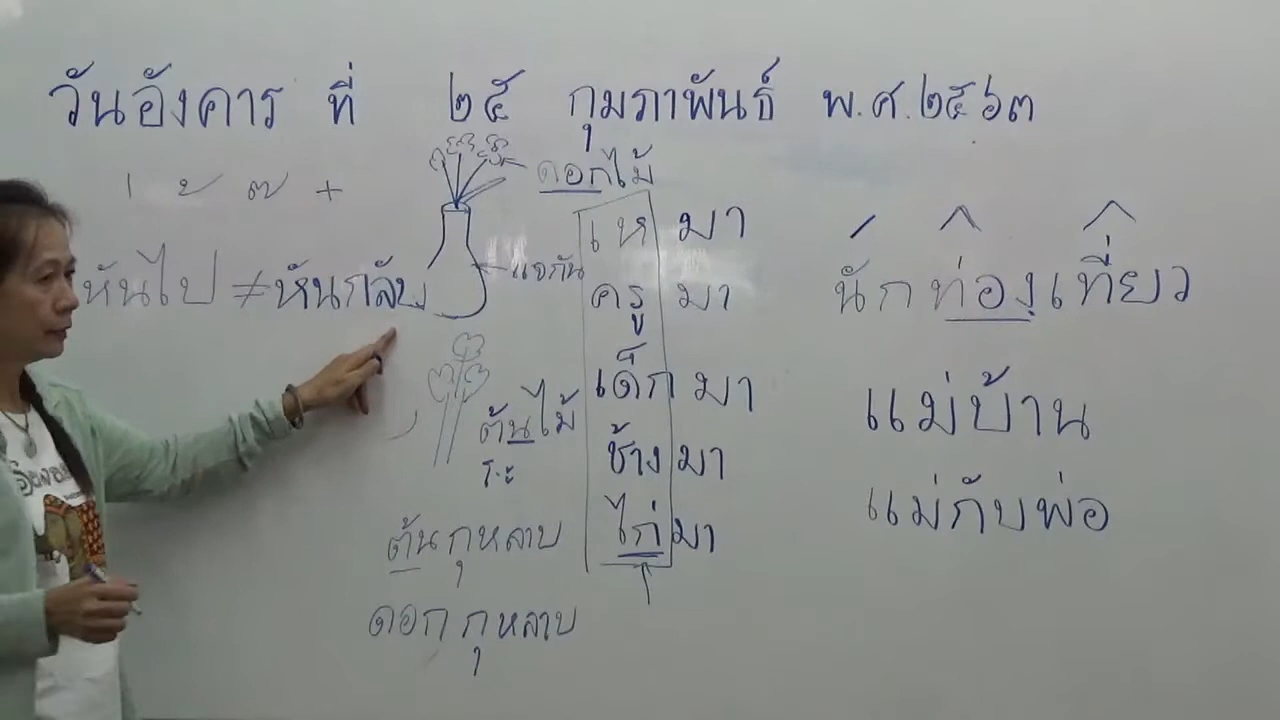 วันอังคาร ที่ ๒๕ กุมภาพันธ์ พ.ศ.๒๕๖๓
่ ้ ๊ ๋
ดอกไม้
หันไป ≠ หันกลับ
แจกัน
ต้นไม้
ระ
ต้นกุหลาบ
ดอกกุหลาบ
เห มา
ครู มา
เด็ก มา
ช้าง มา
ไก่ มา
นักท่องเที่ยว
แม่บ้าน
แม่กับพ่อ